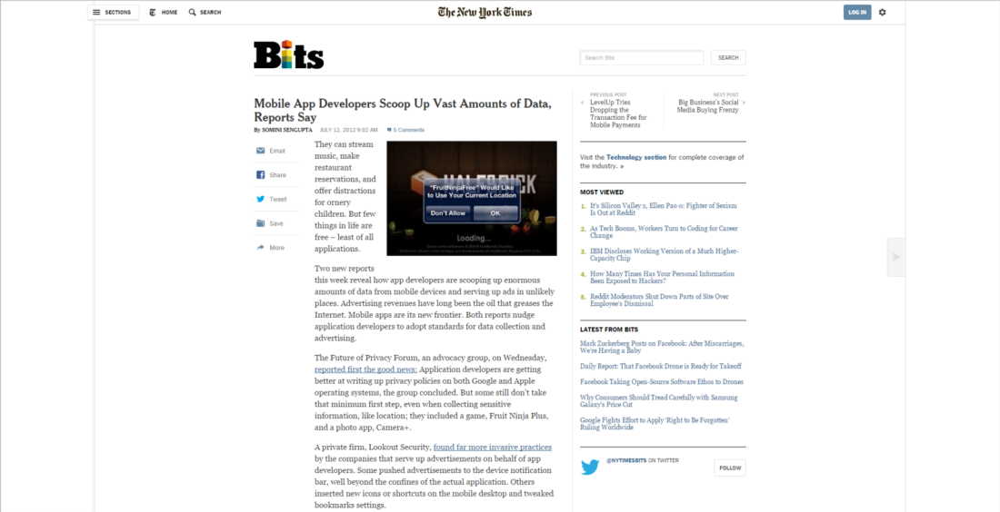 SECTIONS
HOME
SEARCH
The New York Times
LOG IN
Bits
Search Bits
SEARCH
Mobile App Developers Scoop Up Vast Amounts of Data,
Reports Say
By SOMINI SENGUPTA JULY 12, 2012 9:02 AM 5 Comments
Email
Share
Tweet
Save
More
They can stream
music, make
restaurant
reservations, and
offer distractions
for ornery
children. But few
things in life are
free – least of all
applications.
HALFBRICK
"FruitNinjaFree" Would Like
to Use Your Current Location
Don't Allow
OK
Loading...
Two new reports
this week reveal how app developers are scooping up enormous
amounts of data from mobile devices and serving up ads in unlikely
places. Advertising revenues have long been the oil that greases the
Internet. Mobile apps are its new frontier. Both reports nudge
application developers to adopt standards for data collection and
advertising.
The Future of Privacy Forum, an advocacy group, on Wednesday,
reported first the good news: Application developers are getting
better at writing up privacy policies on both Google and Apple
operating systems, the group concluded. But some still don't take
that minimum first step, even when collecting sensitive
information, like location; they included a game, Fruit Ninja Plus,
and a photo app, Camera+.
A private firm, Lookout Security, found far more invasive practices
by the companies that serve up advertisements on behalf of app
developers. Some pushed advertisements to the device notification
bar, well beyond the confines of the actual application. Others
inserted new icons or shortcuts on the mobile desktop and tweaked
bookmarks settings.
PREVIOUS POST
LevelUp Tries
Dropping the
Transaction Fee for
Mobile Payments
NEXT POST
Big Business's Social
Media Buying Frenzy
Visit the Technology section for complete coverage of
the industry. »
MOST VIEWED
1. It's Silicon Valley 2, Ellen Pao 0: Fighter of Sexism
Is Out at Reddit
2. As Tech Booms, Workers Turn to Coding for Career
Change
3. IBM Discloses Working Version of a Much Higher-
Capacity Chip
4. How Many Times Has Your Personal Information
Been Exposed to Hackers?
5. Reddit Moderators Shut Down Parts of Site Over
Employee's Dismissal
LATEST FROM BITS
Mark Zuckerberg Posts on Facebook: After Miscarriages,
We're Having a Baby
Daily Report: That Facebook Drone is Ready for Takeoff
Facebook Taking Open-Source Software Ethos to Drones
Why Consumers Should Tread Carefully with Samsung
Galaxy's Price Cut
Google Fights Effort to Apply 'Right to Be Forgotten'
Ruling Worldwide
@NYTIMESBITS ON TWITTER
FOLLOW